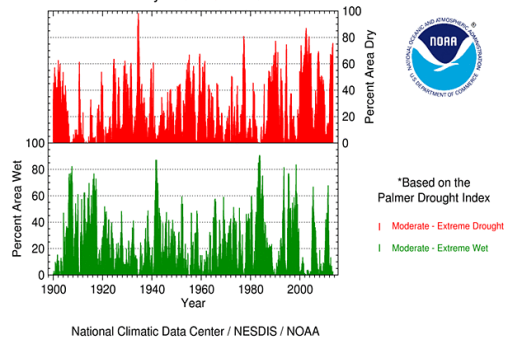 100
80
60
40
20
0
Percent Area Dry
100
80
60
40
20
0
Percent Area Wet
1900 1920 1940 1960 1980 2000
Year
National Climatic Data Center / NESDIS / NOAA
NATIONAL OCEANIC AND ATMOSPHERIC ADMINISTRATION
NOAA
U.S. DEPARTMENT OF COMMERCE
®
*Based on the
Palmer Drought Index
Moderate - Extreme Drought
Moderate - Extreme Wet